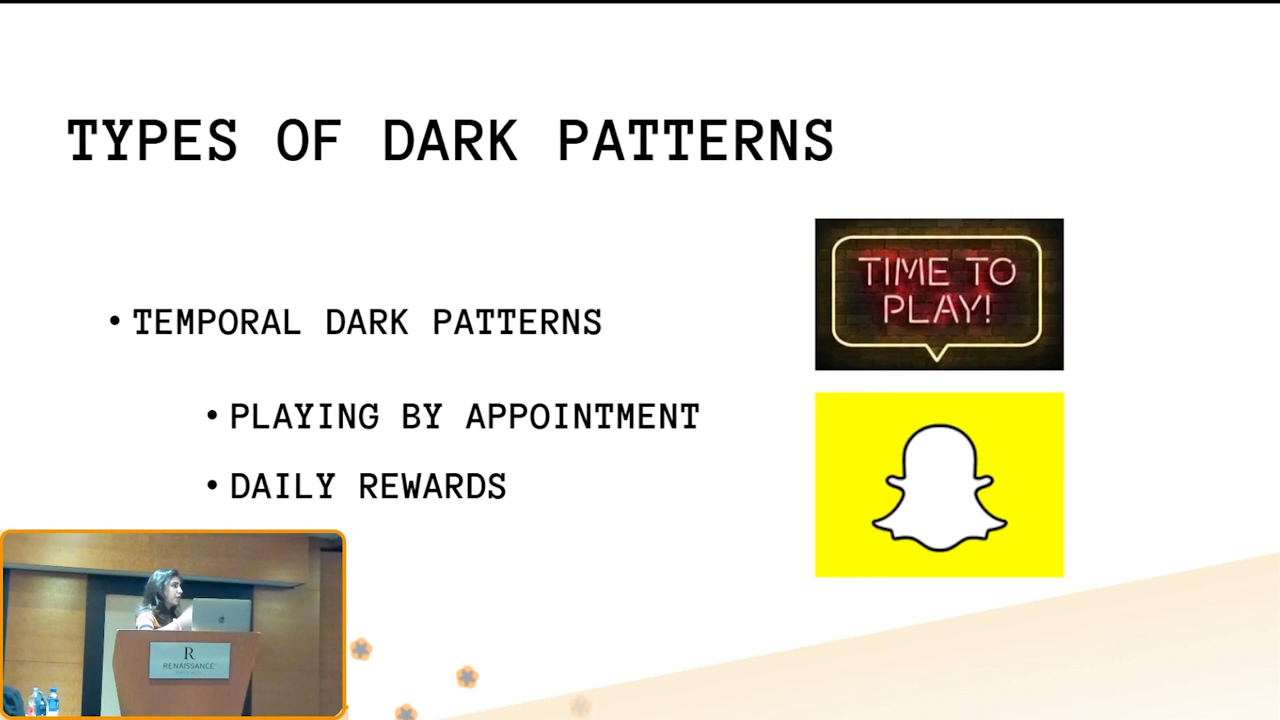 TYPES OF DARK PATTERNS
TIME TO
PLAY!
• TEMPORAL DARK PATTERNS
• PLAYING BY APPOINTMENT
• DAILY REWARDS
R
RENAISSANCE